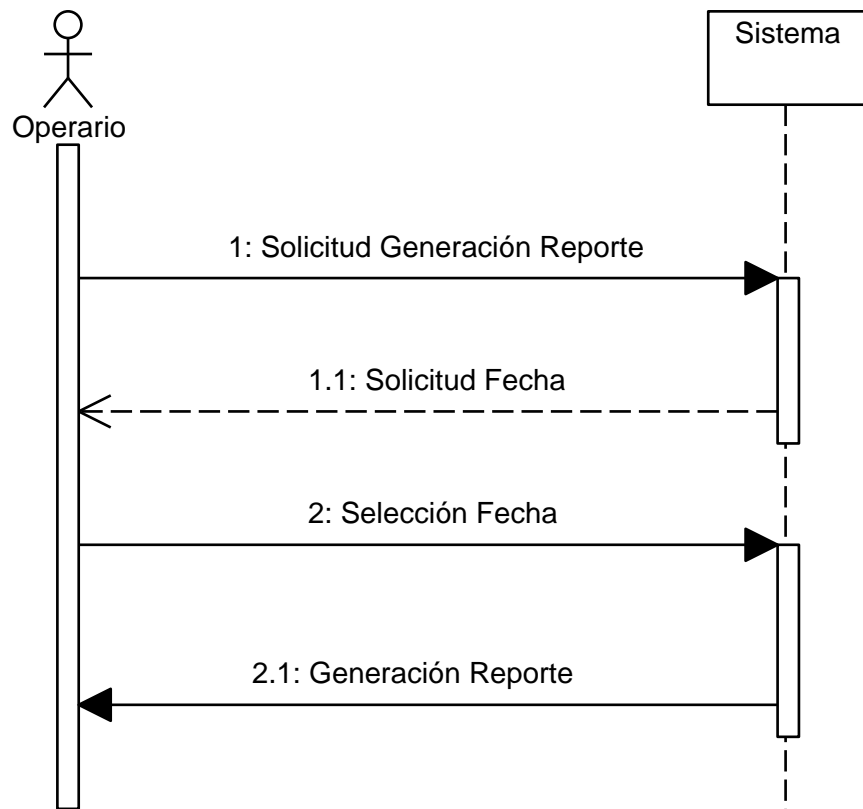 Sistema
Operario
1: Solicitud Generación Reporte
1.1: Solicitud Fecha
2: Selección Fecha
2.1: Generación Reporte